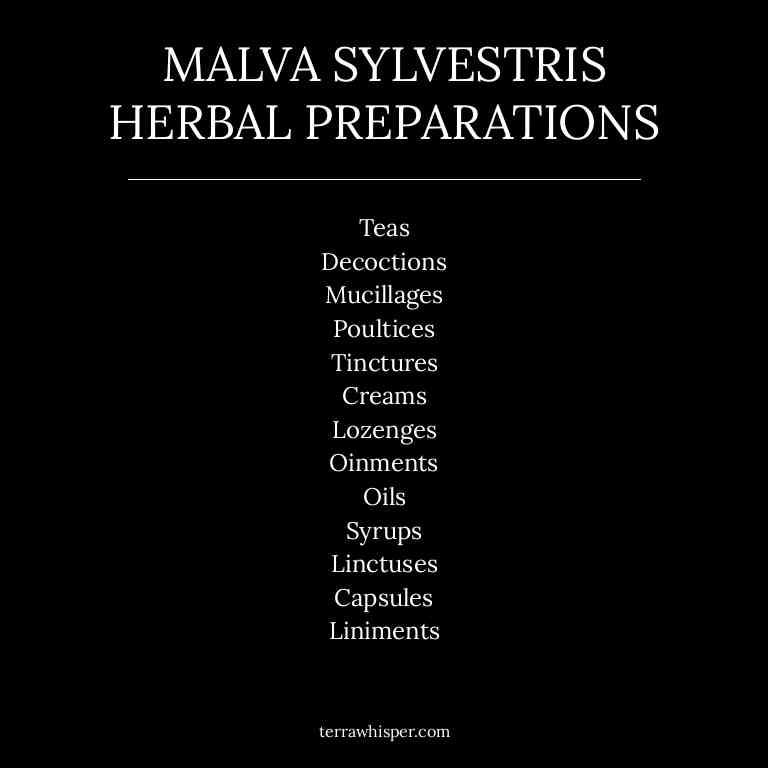 MALVA SYLVESTRIS
HERBAL PREPARATIONS
Teas
Decoctions
Mucillages
Poultices
Tinctures
Creams
Lozenges
Oinments
Oils
Syrups
Linctuses
Capsules
Liniments
terrawhisper.com